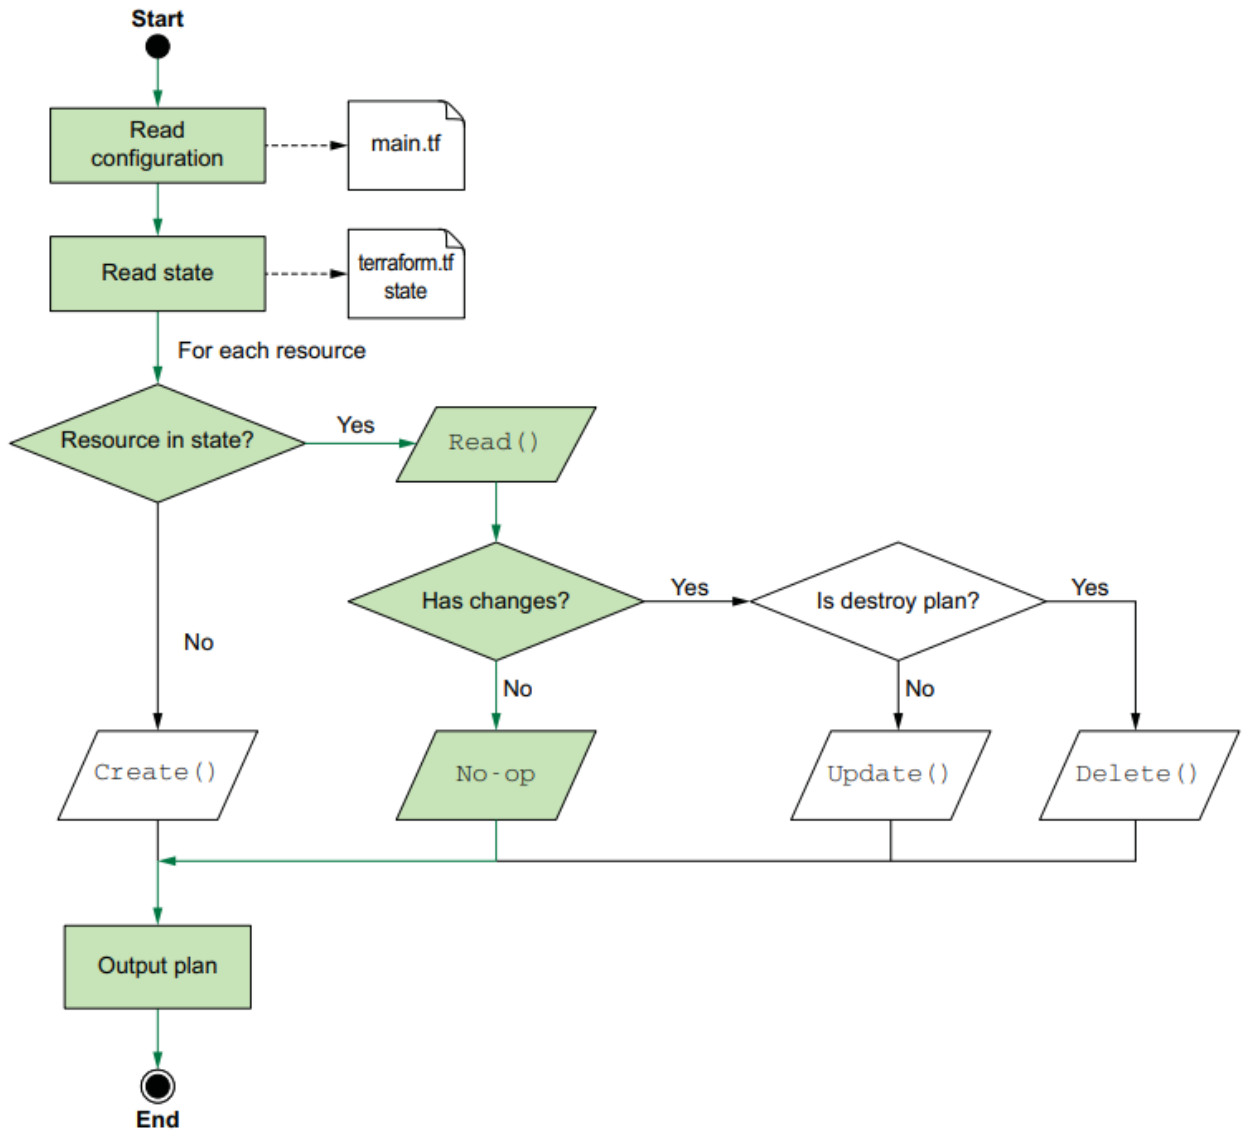 Start
Read
configuration
main.tf
Read state
terraform.tf
state
For each resource
Resource in state?
Yes
Read()
Has changes?
Yes
Is destroy plan?
Yes
No
No
No
Create()
No-op
Update()
Delete()
Output plan
End